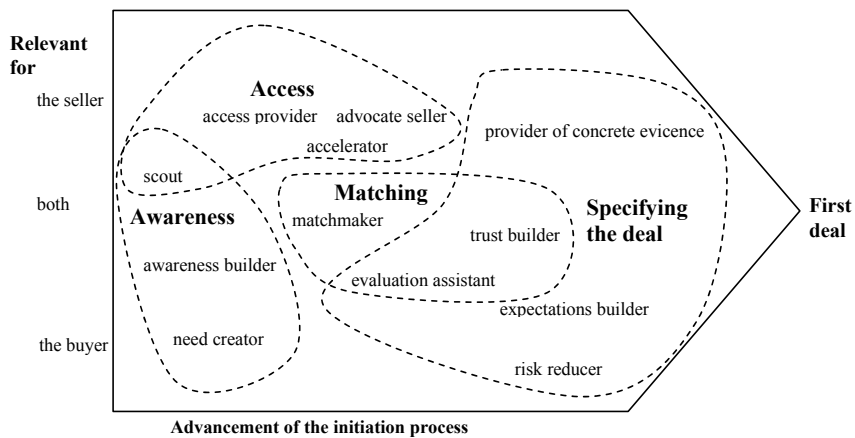 Relevant
for
the seller
both
the buyer
Access
access provider
advocate seller
accelerator
scout
Awareness
awareness builder
need creator
Matching
matchmaker
trust builder
evaluation assistant
provider of concrete evicence
Specifying
the deal
expectations builder
risk reducer
First
deal
Advancement of the initiation process